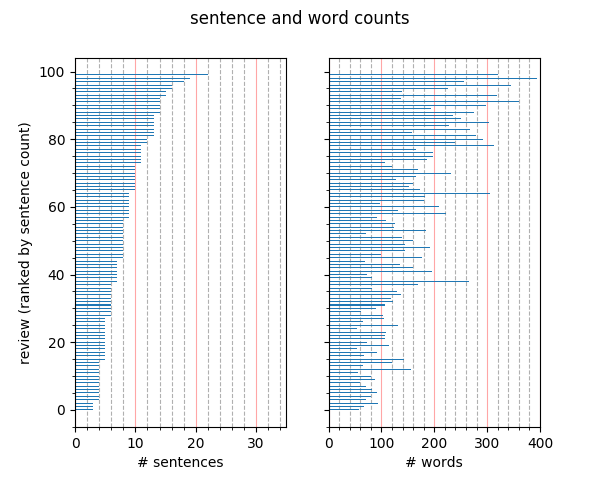 sentence and word counts
100
80
60
40
20
0
review (ranked by sentence count)
0 10 20 30
# sentences
0 100 200 300 400
# words